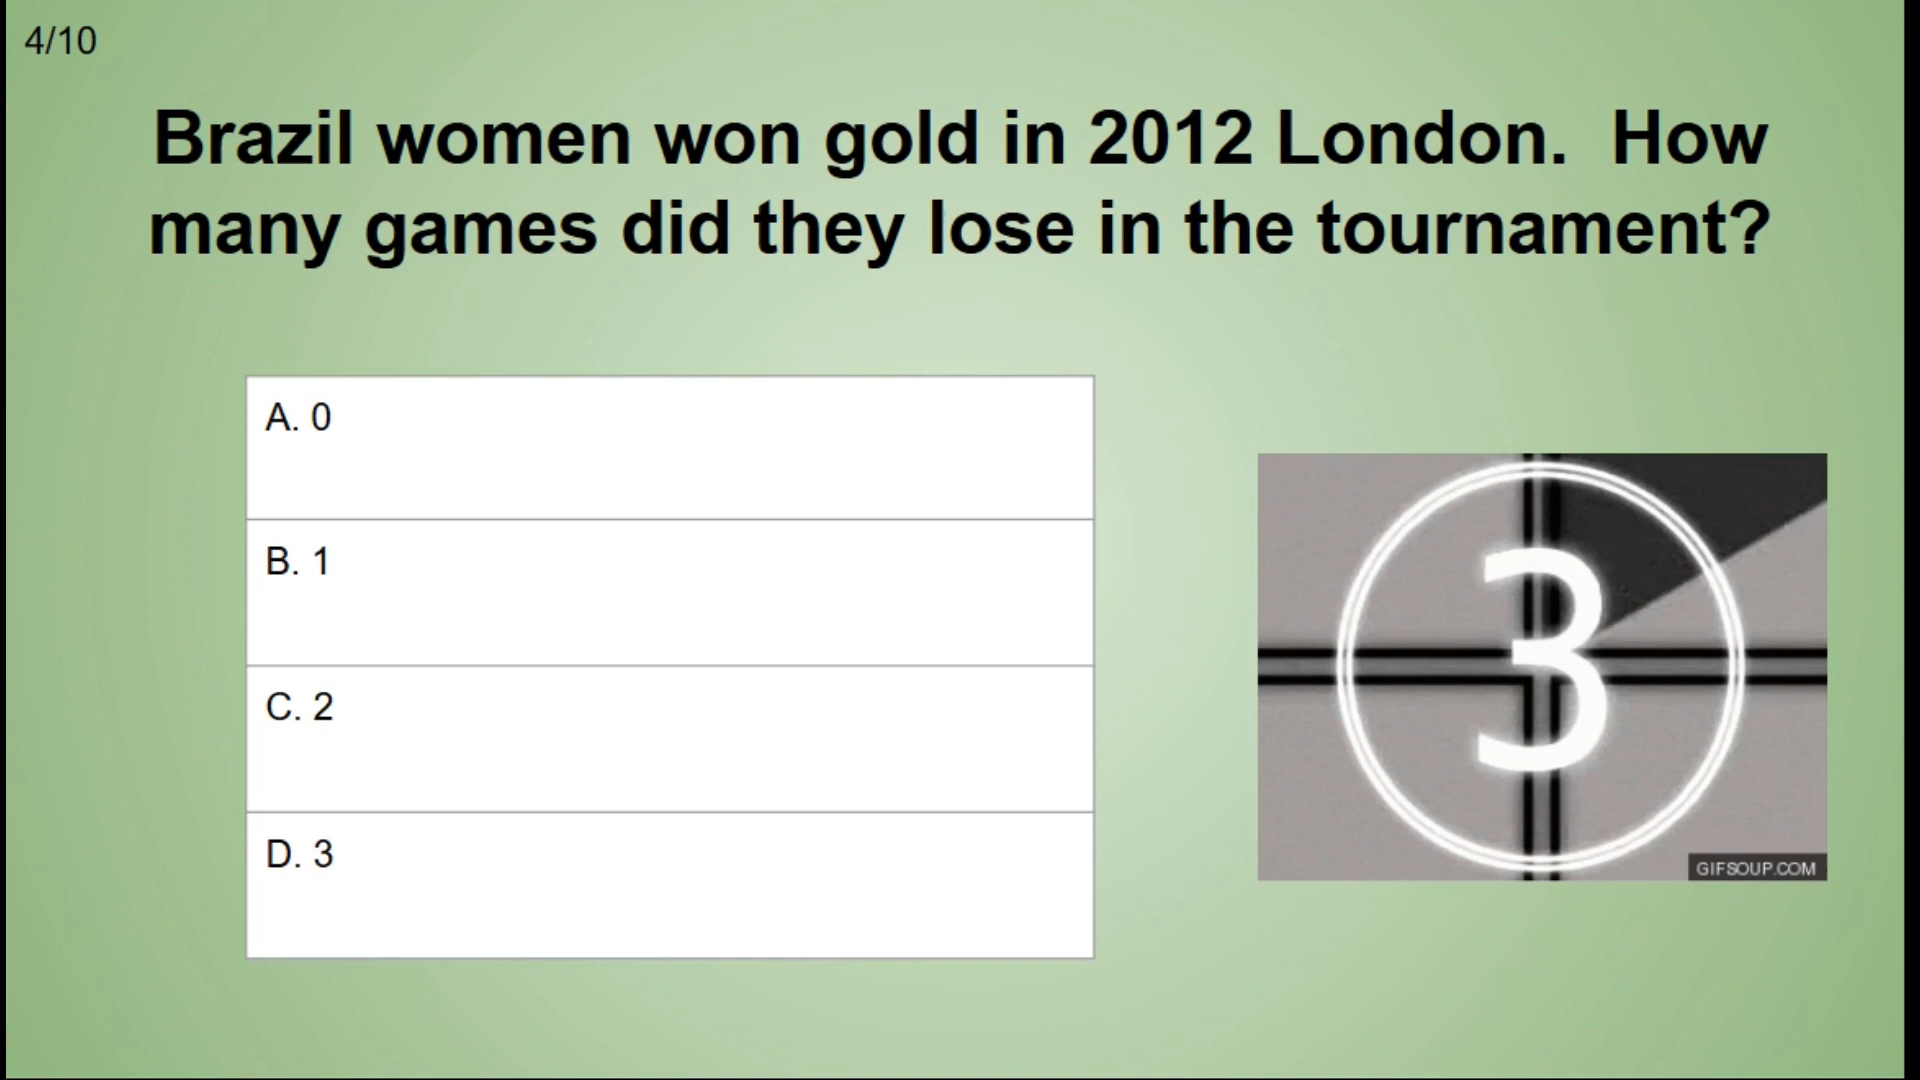 4/10
Brazil women won gold in 2012 London.  How
many games did they lose in the tournament?
A. 0
B. 1
C. 2
D. 3
3
GIFSOUP.COM